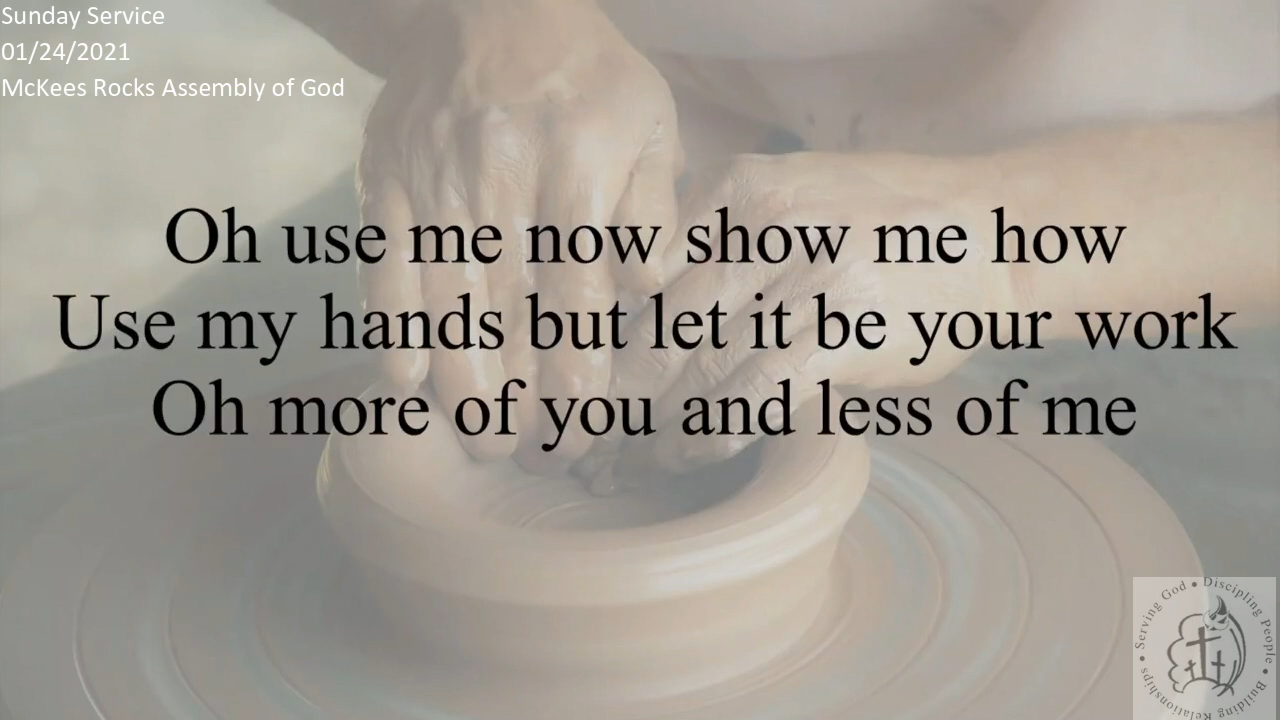 Sunday Service
01/24/2021
McKees Rocks Assembly of God
Oh use me now show me how
Use my hands but let it be your work
Oh more of you and less of me
Serving God • Discipling People • Building Relationships •